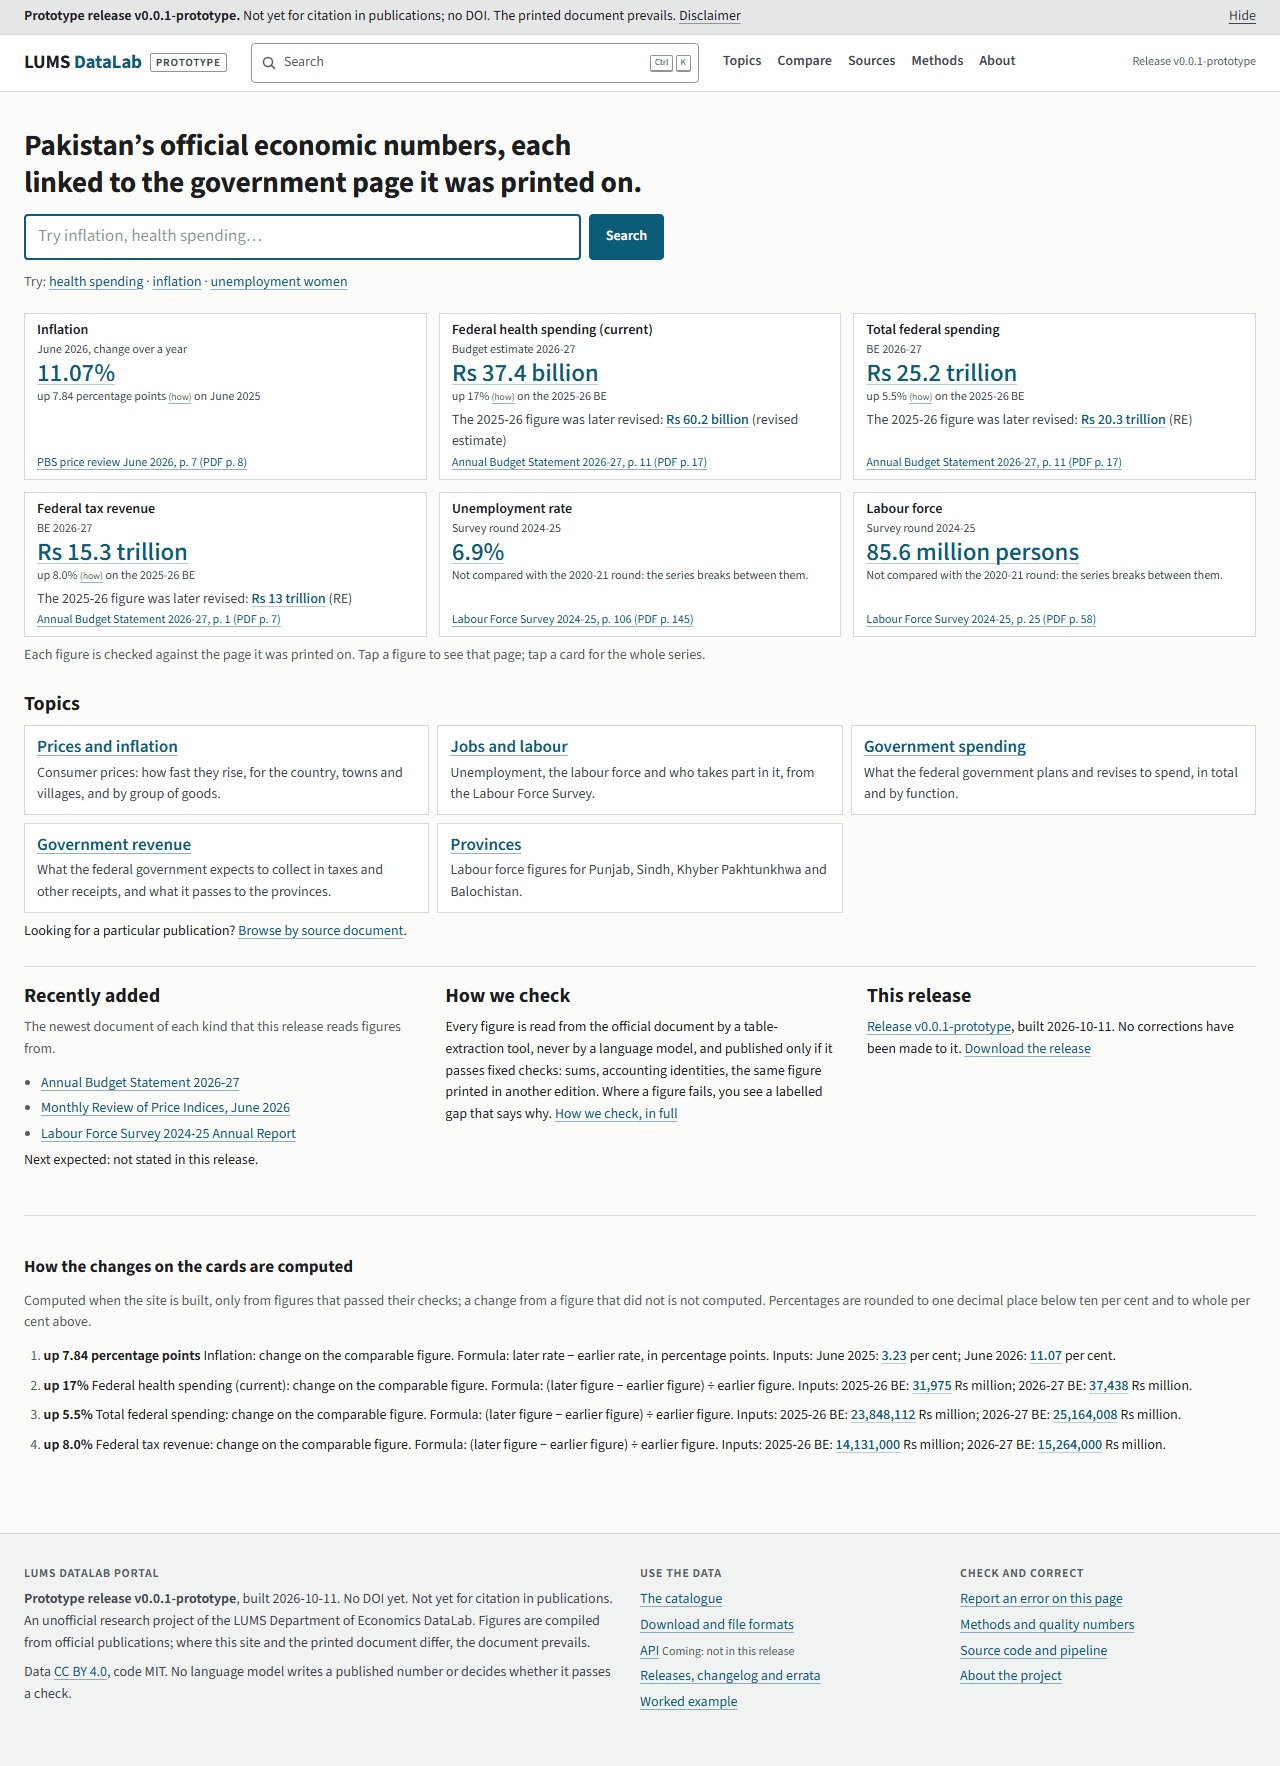 Prototype release v0.0.1-prototype. Not yet for citation in publications; no DOI. The printed document prevails. Disclaimer
Hide
LUMS DataLab PROTOTYPE
Search
Ctrl K
Topics Compare Sources Methods About
Release v0.0.1-prototype
Pakistan’s official economic numbers, each
linked to the government page it was printed on.
Try inflation, health spending…
Search
Try: health spending · inflation · unemployment women
Inflation
June 2026, change over a year
11.07%
up 7.84 percentage points (how) on June 2025
PBS price review June 2026, p. 7 (PDF p. 8)
Federal health spending (current)
Budget estimate 2026-27
Rs 37.4 billion
up 17% (how) on the 2025-26 BE
The 2025-26 figure was later revised: Rs 60.2 billion (revised
estimate)
Annual Budget Statement 2026-27, p. 11 (PDF p. 17)
Total federal spending
BE 2026-27
Rs 25.2 trillion
up 5.5% (how) on the 2025-26 BE
The 2025-26 figure was later revised: Rs 20.3 trillion (RE)
Annual Budget Statement 2026-27, p. 11 (PDF p. 17)
Federal tax revenue
BE 2026-27
Rs 15.3 trillion
up 8.0% (how) on the 2025-26 BE
The 2025-26 figure was later revised: Rs 13 trillion (RE)
Annual Budget Statement 2026-27, p. 1 (PDF p. 7)
Unemployment rate
Survey round 2024-25
6.9%
Not compared with the 2020-21 round: the series breaks between them.
Labour Force Survey 2024-25, p. 106 (PDF p. 145)
Labour force
Survey round 2024-25
85.6 million persons
Not compared with the 2020-21 round: the series breaks between them.
Labour Force Survey 2024-25, p. 25 (PDF p. 58)
Each figure is checked against the page it was printed on. Tap a figure to see that page; tap a card for the whole series.
Topics
Prices and inflation
Consumer prices: how fast they rise, for the country, towns and
villages, and by group of goods.
Jobs and labour
Unemployment, the labour force and who takes part in it, from
the Labour Force Survey.
Government spending
What the federal government plans and revises to spend, in total
and by function.
Government revenue
What the federal government expects to collect in taxes and
other receipts, and what it passes to the provinces.
Provinces
Labour force figures for Punjab, Sindh, Khyber Pakhtunkhwa and
Balochistan.
Looking for a particular publication? Browse by source document.
Recently added
The newest document of each kind that this release reads figures
from.
• Annual Budget Statement 2026-27
• Monthly Review of Price Indices, June 2026
• Labour Force Survey 2024-25 Annual Report
Next expected: not stated in this release.
How we check
Every figure is read from the official document by a table-
extraction tool, never by a language model, and published only if it
passes fixed checks: sums, accounting identities, the same figure
printed in another edition. Where a figure fails, you see a labelled
gap that says why. How we check, in full
This release
Release v0.0.1-prototype, built 2026-10-11. No corrections have
been made to it. Download the release
How the changes on the cards are computed
Computed when the site is built, only from figures that passed their checks; a change from a figure that did not is not computed. Percentages are rounded to one decimal place below ten per cent and to whole per
cent above.
1. up 7.84 percentage points Inflation: change on the comparable figure. Formula: later rate − earlier rate, in percentage points. Inputs: June 2025: 3.23 per cent; June 2026: 11.07 per cent.
2. up 17% Federal health spending (current): change on the comparable figure. Formula: (later figure − earlier figure) ÷ earlier figure. Inputs: 2025-26 BE: 31,975 Rs million; 2026-27 BE: 37,438 Rs million.
3. up 5.5% Total federal spending: change on the comparable figure. Formula: (later figure − earlier figure) ÷ earlier figure. Inputs: 2025-26 BE: 23,848,112 Rs million; 2026-27 BE: 25,164,008 Rs million.
4. up 8.0% Federal tax revenue: change on the comparable figure. Formula: (later figure − earlier figure) ÷ earlier figure. Inputs: 2025-26 BE: 14,131,000 Rs million; 2026-27 BE: 15,264,000 Rs million.
LUMS DATALAB PORTAL
Prototype release v0.0.1-prototype, built 2026-10-11. No DOI yet. Not yet for citation in publications.
An unofficial research project of the LUMS Department of Economics DataLab. Figures are compiled
from official publications; where this site and the printed document differ, the document prevails.
Data CC BY 4.0, code MIT. No language model writes a published number or decides whether it passes
a check.
USE THE DATA
The catalogue
Download and file formats
API Coming: not in this release
Releases, changelog and errata
Worked example
CHECK AND CORRECT
Report an error on this page
Methods and quality numbers
Source code and pipeline
About the project